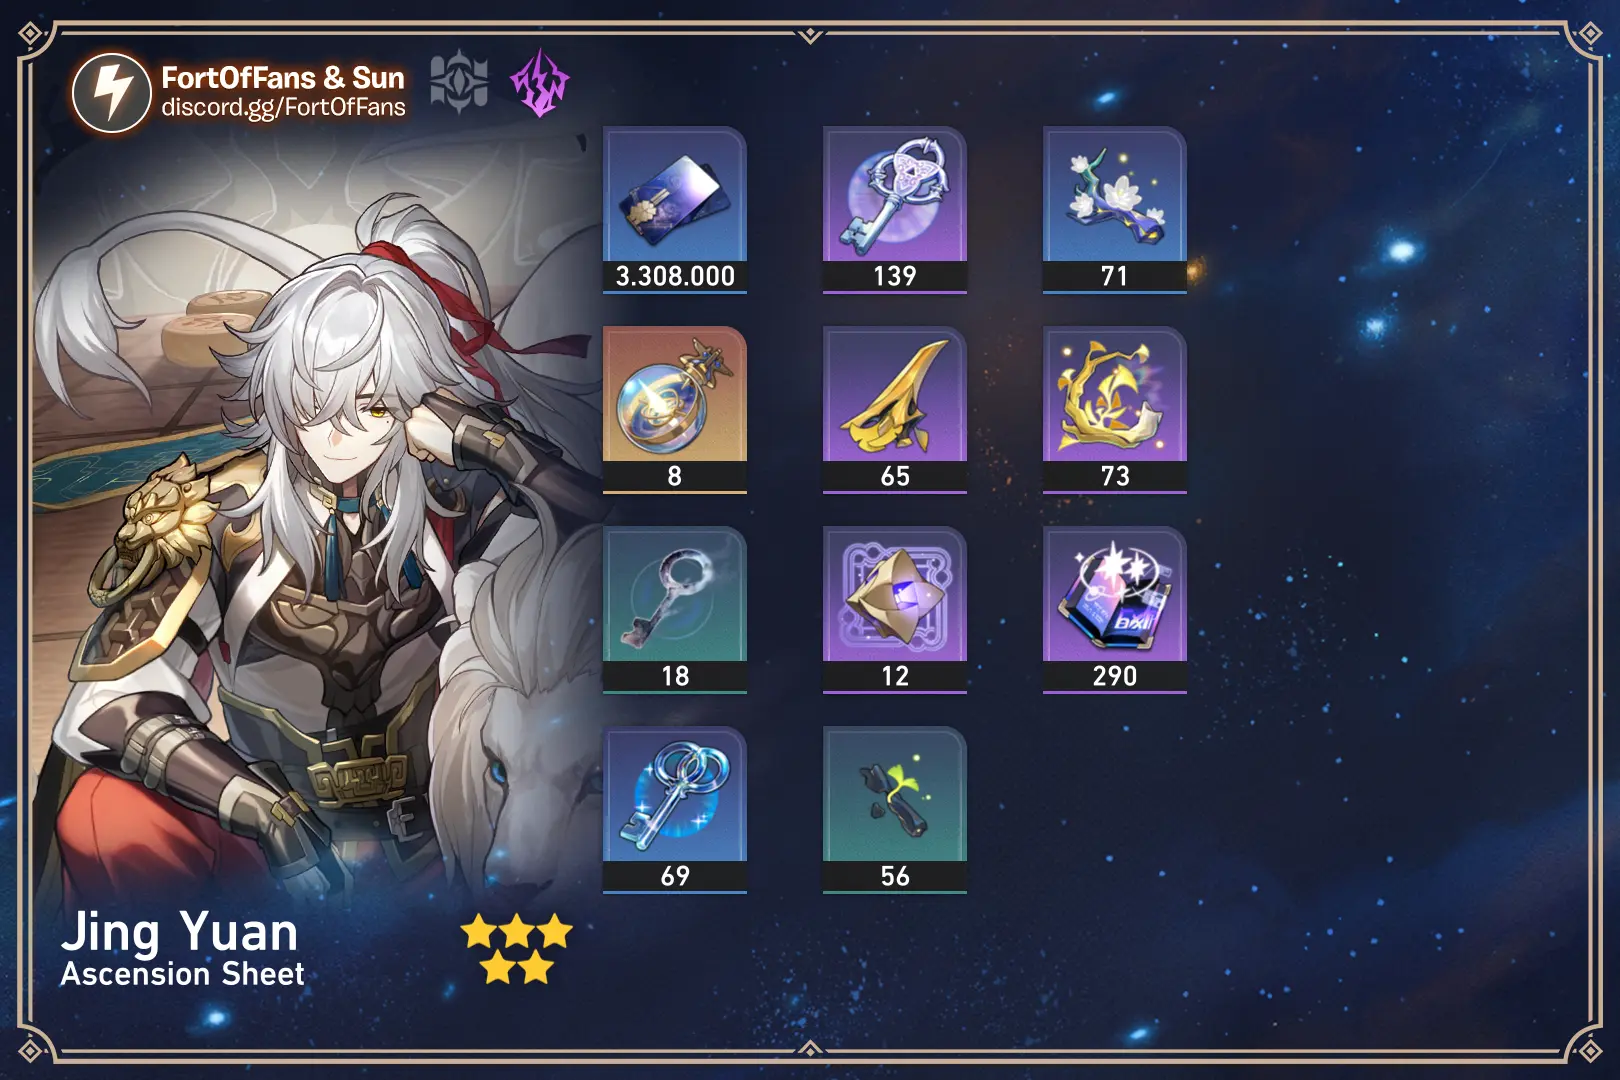 FortOfFans & Sun
discord.gg/FortOfFans
3.308.000
139
71
8
65
73
18
12
290
69
56
Jing Yuan
Ascension Sheet